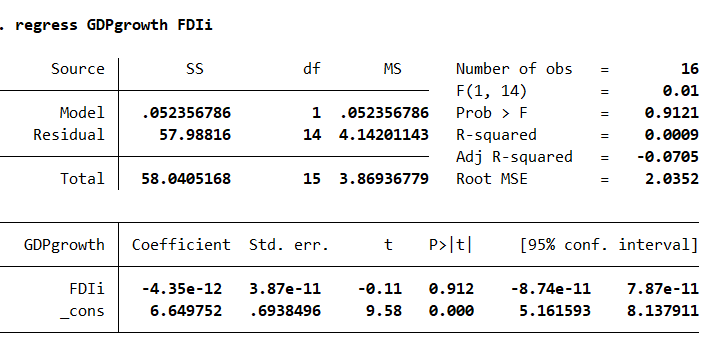 . regress GDPgrowth FDIi
Source SS df MS Number of obs = 16
F(1, 14) = 0.01
Model .052356786 1 .052356786 Prob > F = 0.9121
Residual 57.98816 14 4.14201143 R-squared = 0.0009
Adj R-squared = -0.0705
Total 58.0405168 15 3.86936779 Root MSE = 2.0352
GDPgrowth Coefficient Std. err. t P>|t| [95% conf. interval]
FDIi -4.35e-12 3.87e-11 -0.11 0.912 -8.74e-11 7.87e-11
_cons 6.649752 .6938496 9.58 0.000 5.161593 8.137911